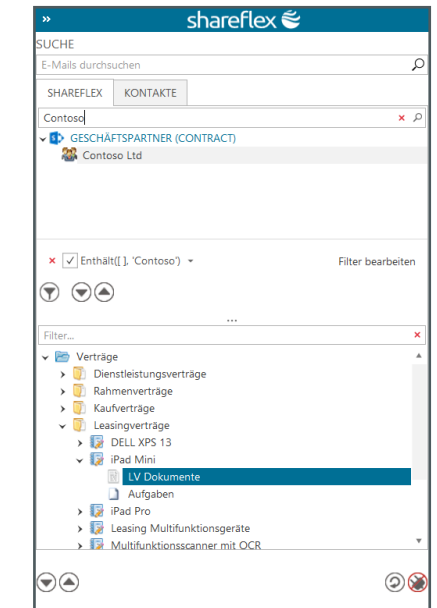 » shareflex
SUCHE
E-Mails durchsuchen
SHAREFLEX KONTAKTE
Contoso
GESCHÄFTSPARTNER (CONTRACT)
Contoso Ltd
Enthält([ ], 'Contoso') Filter bearbeiten
...
Filter...
Verträge
Dienstleistungsverträge
Rahmenverträge
Kaufverträge
Leasingverträge
DELL XPS 13
iPad Mini
LV Dokumente
Aufgaben
iPad Pro
Leasing Multifunktionsgeräte
Multifunktionsscanner mit OCR